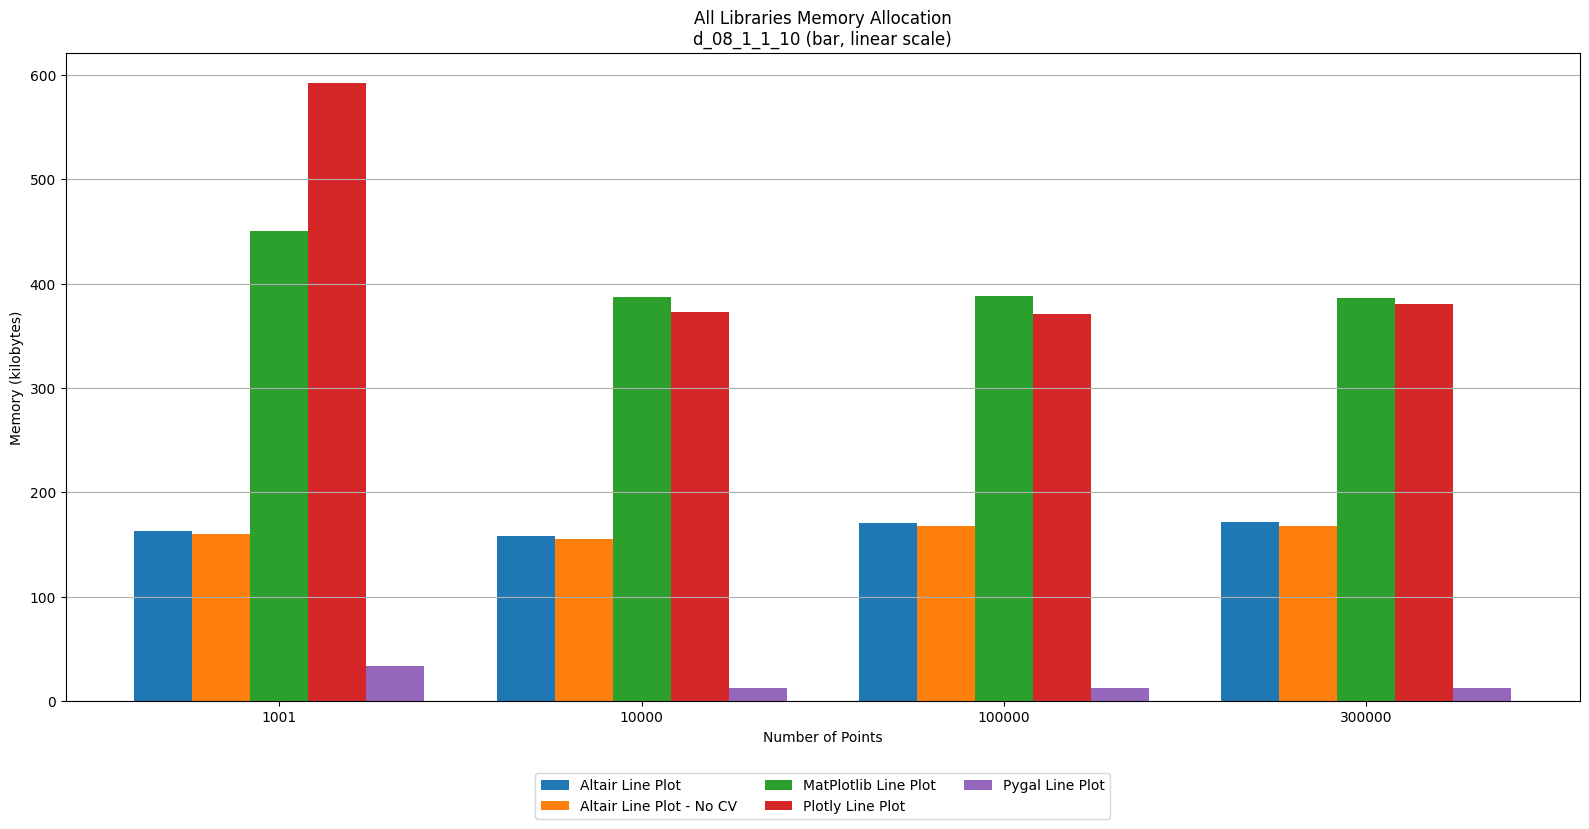 All Libraries Memory Allocation
d_08_1_1_10 (bar, linear scale)
600
500
400
300
200
100
0
Memory (kilobytes)
1001
10000
100000
300000
Number of Points
Altair Line Plot
Altair Line Plot - No CV
MatPlotlib Line Plot
Plotly Line Plot
Pygal Line Plot